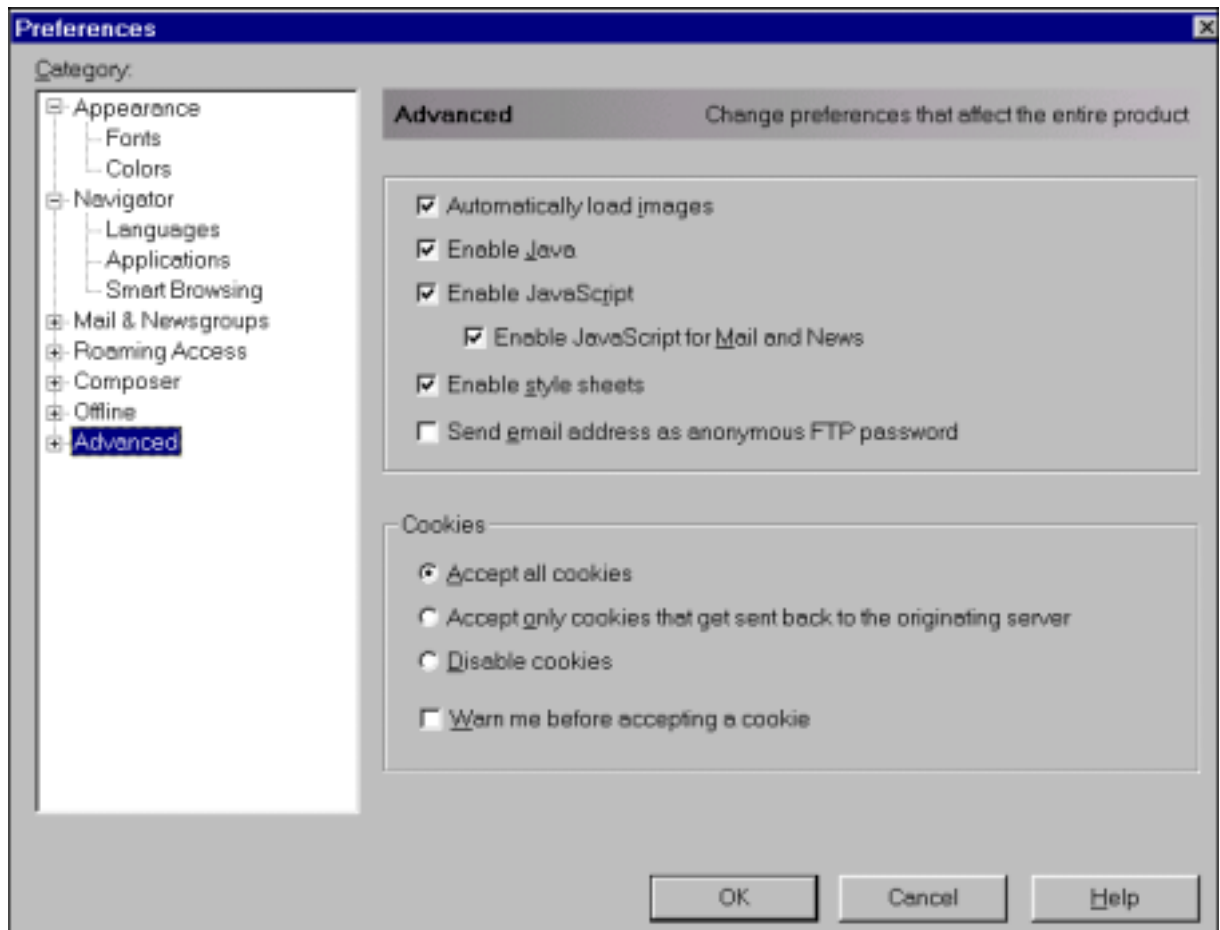 Preferences
Category:
Appearance
Fonts
Colors
Navigator
Languages
Applications
Smart Browsing
Mail & Newsgroups
Roaming Access
Composer
Offline
Advanced
Advanced Change preferences that affect the entire product
Automatically load images
Enable Java
Enable JavaScript
Enable JavaScript for Mail and News
Enable style sheets
Send email address as anonymous FTP password
Cookies
Accept all cookies
Accept only cookies that get sent back to the originating server
Disable cookies
Warn me before accepting a cookie
OK Cancel Help